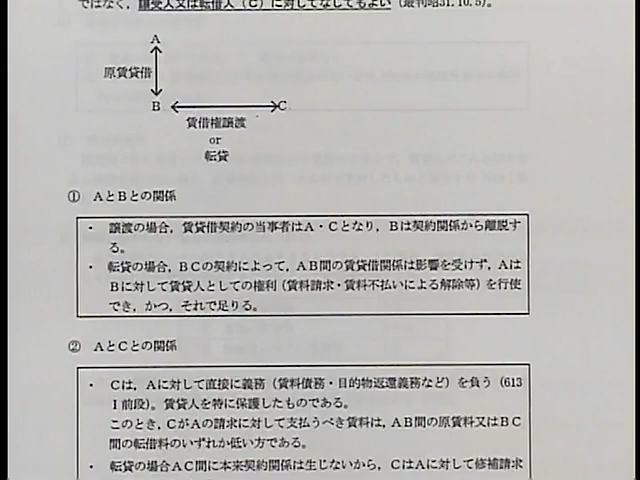 ではなく，譲受人又は転借人（Ｃ）に対してなしてもよい（最判昭31.10.5）。
Ａ
原賃貸借
Ｂ Ｃ
賃借権譲渡
or
転貸
① ＡとＢとの関係
・ 譲渡の場合，賃貸借契約の当事者はＡ・Ｃとなり，Ｂは契約関係から離脱す
る。
・ 転貸の場合，ＢＣの契約によって，ＡＢ間の賃貸借関係は影響を受けず，Ａは
Ｂに対して賃貸人としての権利（賃料請求・賃料不払いによる解除等）を行使
でき，かつ，それで足りる。
② ＡとＣとの関係
・ Ｃは，Ａに対して直接に義務（賃料債務・目的物返還義務など）を負う（613
Ⅰ前段）。賃貸人を特に保護したものである。
このとき，ＣがＡの請求に対して支払うべき賃料は，ＡＢ間の原賃料又はＢＣ
間の転借料のいずれか低い方である。
・ 転貸の場合ＡＣ間に本来契約関係は生じないから，ＣはＡに対して修補請求